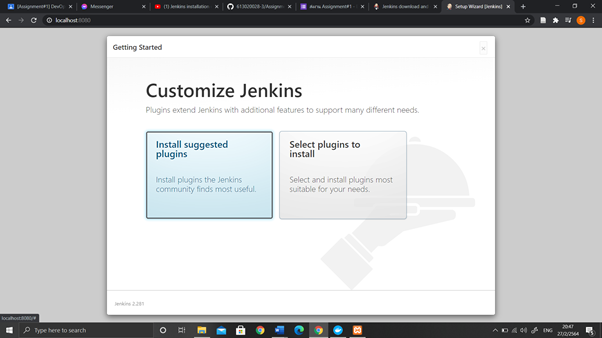 [Assignment#1] DevO
Messenger
(1) Jenkins installation
613020028-3/Assignm
Assignment#1
Jenkins download and
Setup Wizard [Jenkins]
localhost:8080
Getting Started
Customize Jenkins
Plugins extend Jenkins with additional features to support many different needs.
Install suggested
plugins
Install plugins the Jenkins
community finds most useful.
Select plugins to
install
Select and install plugins most
suitable for your needs.
Jenkins 2.281
localhost:8080/#
Type here to search
ENG
20:47
27/2/2564